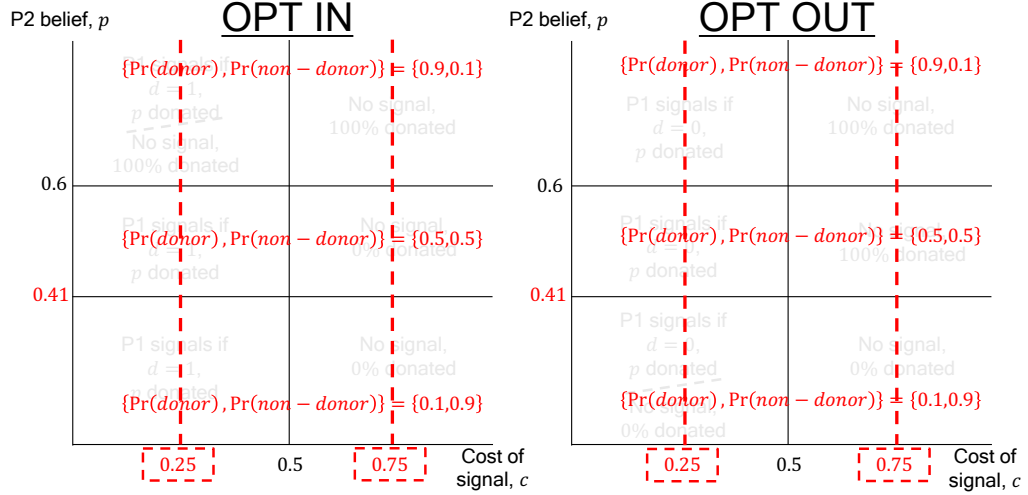 P2 belief, p
OPT IN
P1 signals if
{Pr(donor), Pr(non − donor)} = {0.9,0.1}
d = 1,
p donated
No signal,
100% donated
No signal,
100% donated
0.6
P1 signals if
No signal,
{Pr(donor), Pr(non − donor)} = {0.5,0.5}
d = 1,
0% donated
p donated
0.41
P1 signals if
d = 1,
p donated
No signal,
0% donated
{Pr(donor), Pr(non − donor)} = {0.1,0.9}
0.25
0.5
0.75
Cost of
signal, c
P2 belief, p
OPT OUT
{Pr(donor), Pr(non − donor)} = {0.9,0.1}
P1 signals if
d = 0,
p donated
No signal,
100% donated
0.6
P1 signals if
No signal,
{Pr(donor), Pr(non − donor)} = {0.5,0.5}
d = 0,
100% donated
p donated
0.41
P1 signals if
d = 0,
p donated
No signal,
0% donated
{Pr(donor), Pr(non − donor)} = {0.1,0.9}
No signal,
0% donated
0.25
0.5
0.75
Cost of
signal, c